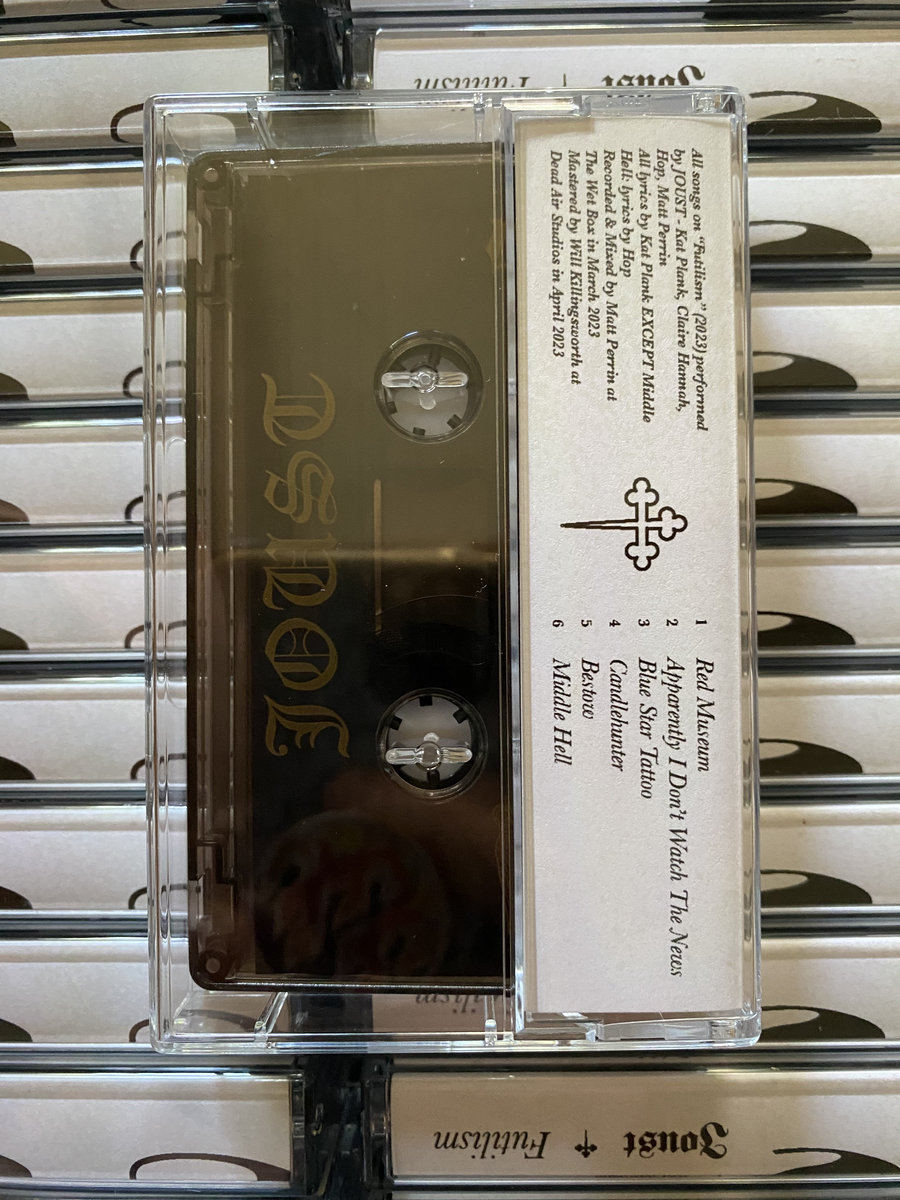 All songs on "Futilism" (2023) performed
by JOUST - Kat Plank, Claire Hannah,
Hop, Matt Perrin
All lyrics by Kat Plank EXCEPT Middle
Hell: lyrics by Hop
Recorded & Mixed by Matt Perrin at
The Wet Box in March 2023
Mastered by Will Killingsworth at
Dead Air Studios in April 2023
1 Red Museum
2 Apparently I Don't Watch The News
3 Blue Star Tattoo
4 Candlehunter
5 Bestow
6 Middle Hell
JOUST
Joust Futilism
Joust Futilism